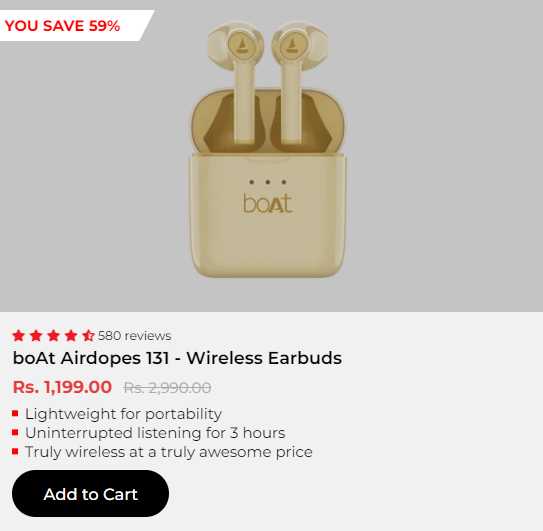 YOU SAVE 59%
boAt
580 reviews
boAt Airdopes 131 - Wireless Earbuds
Rs. 1,199.00 Rs. 2,990.00
Lightweight for portability
Uninterrupted listening for 3 hours
Truly wireless at a truly awesome price
Add to Cart